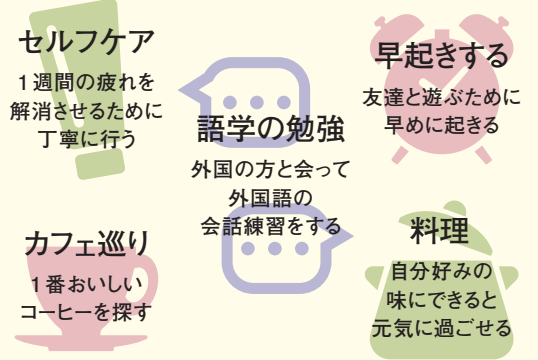 セルフケア
1週間の疲れを
解消させるために
丁寧に行う
早起きする
友達と遊ぶために
早めに起きる
語学の勉強
外国の方と会って
外国語の
会話練習をする
カフェ巡り
1番おいしい
コーヒーを探す
料理
自分好みの
味にできると
元気に過ごせる